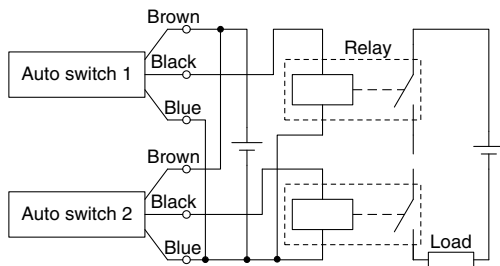 Brown
Relay
Auto switch 1
Black
Blue
Brown
Auto switch 2
Black
Blue
Load